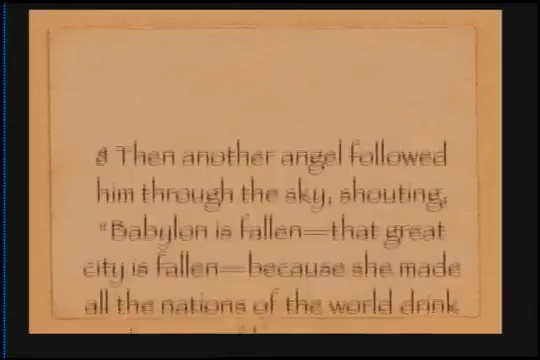 8 Then another angel followed
him through the sky, shouting,
"Babylon is fallen—that great
city is fallen—because she made
all the nations of the world drink